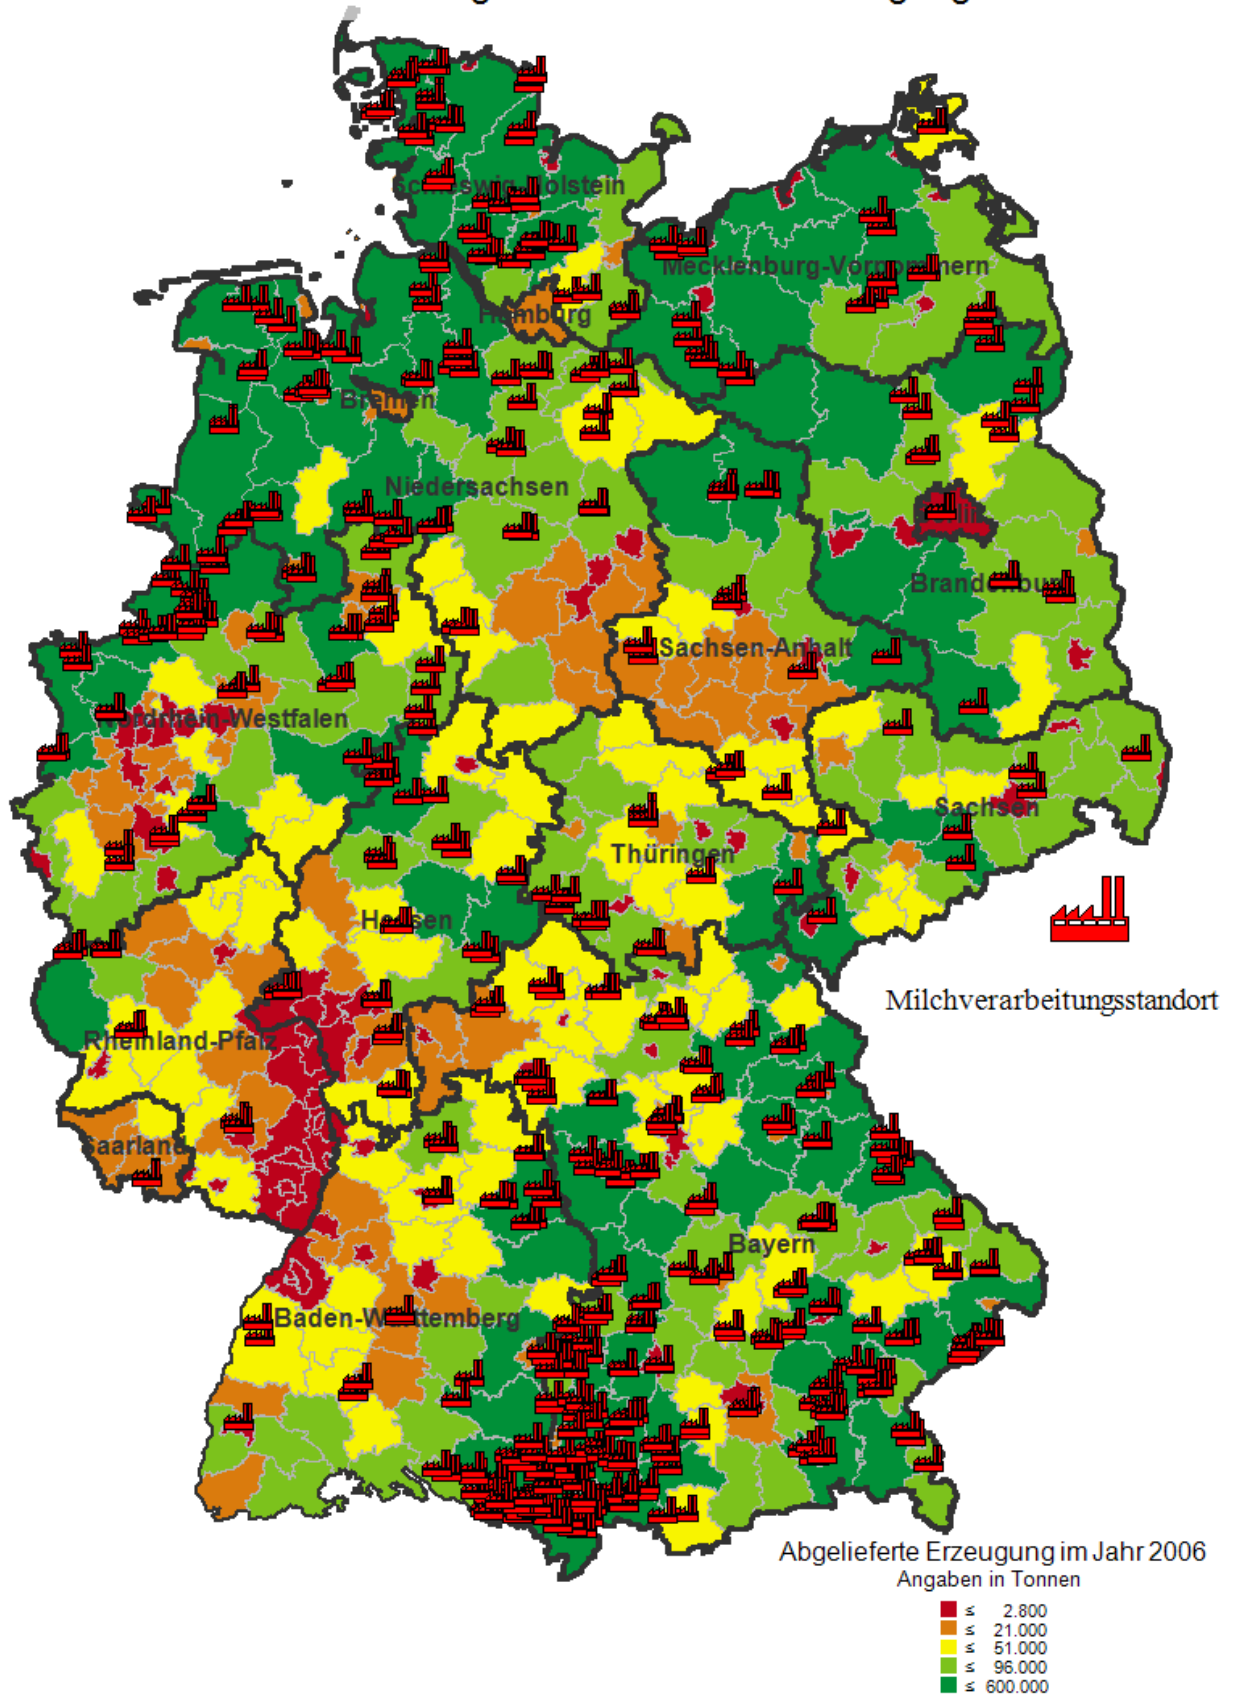 Schleswig-Holstein
Mecklenburg-Vorpommern
Hamburg
Bremen
Niedersachsen
Brandenburg
Sachsen-Anhalt
Nordrhein-Westfalen
Sachsen
Thüringen
Hessen
Milchverarbeitungsstandort
Rheinland-Pfalz
Saarland
Bayern
Baden-Württemberg
Abgelieferte Erzeugung im Jahr 2006
Angaben in Tonnen
≤ 2.800
≤ 21.000
≤ 51.000
≤ 96.000
≤ 600.000